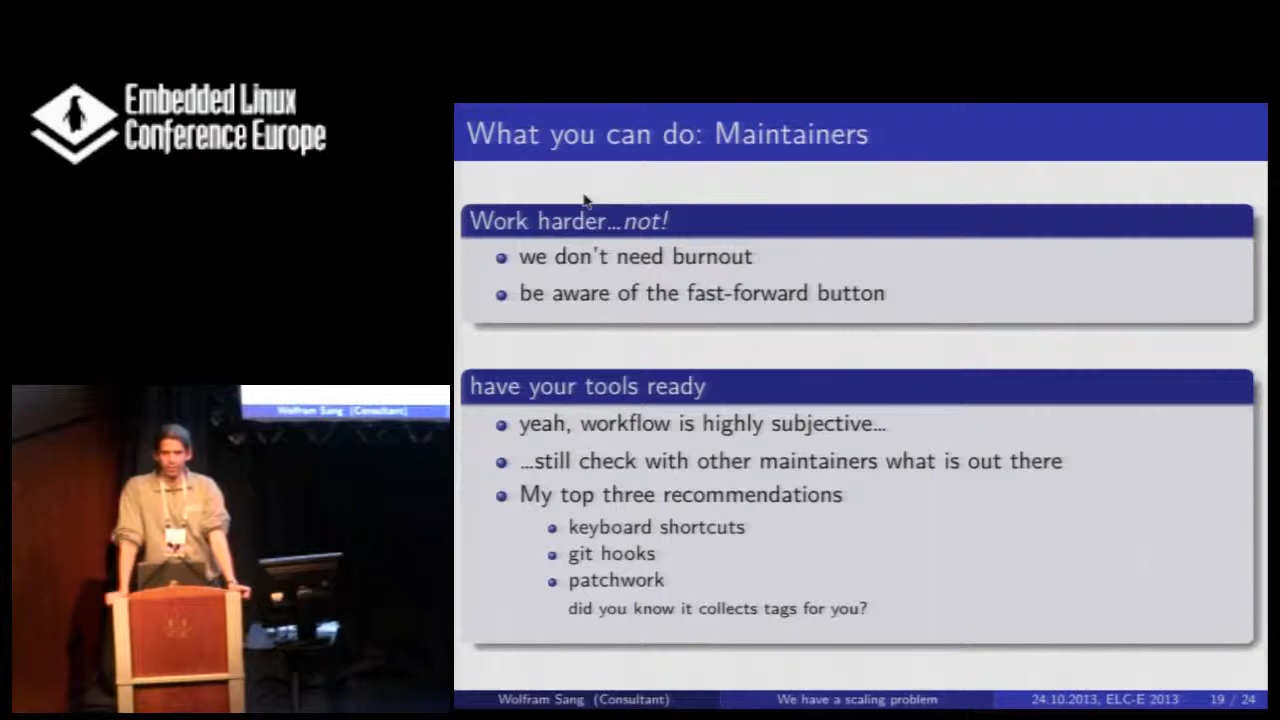 Embedded Linux
Conference Europe
What you can do: Maintainers
Work harder...not!
we don't need burnout
be aware of the fast-forward button
have your tools ready
yeah, workflow is highly subjective...
...still check with other maintainers what is out there
My top three recommendations
keyboard shortcuts
git hooks
patchwork
did you know it collects tags for you?
Wolfram Sang (Consultant)
Wolfram Sang (Consultant) We have a scaling problem 24.10.2013, ELC-E 2013 19 / 24